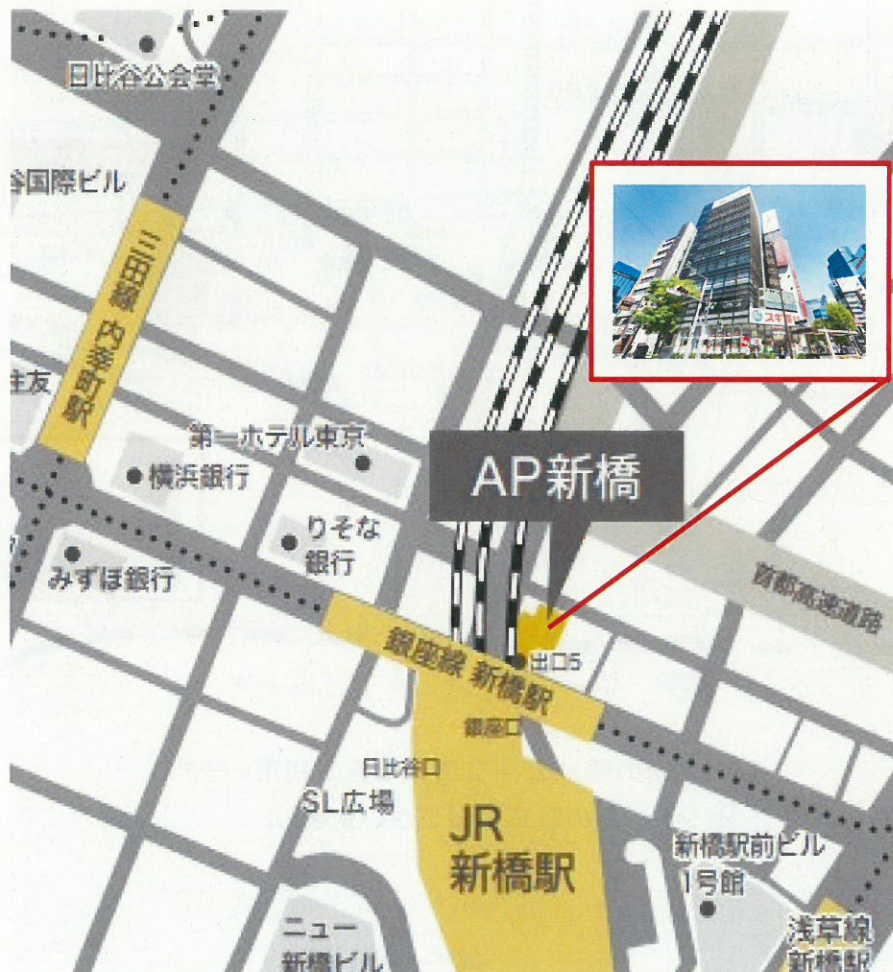 日比谷公会堂
谷国際ビル
三田線 内幸町駅
住友
第一ホテル東京
横浜銀行
AP新橋
りそな
銀行
みずほ銀行
首都高速道路
銀座線 新橋駅
出口5
銀座口
日比谷口
SL広場
JR
新橋駅
新橋駅前ビル
1号館
ニュー
新橋ビル
浅草線
新橋駅
スギ